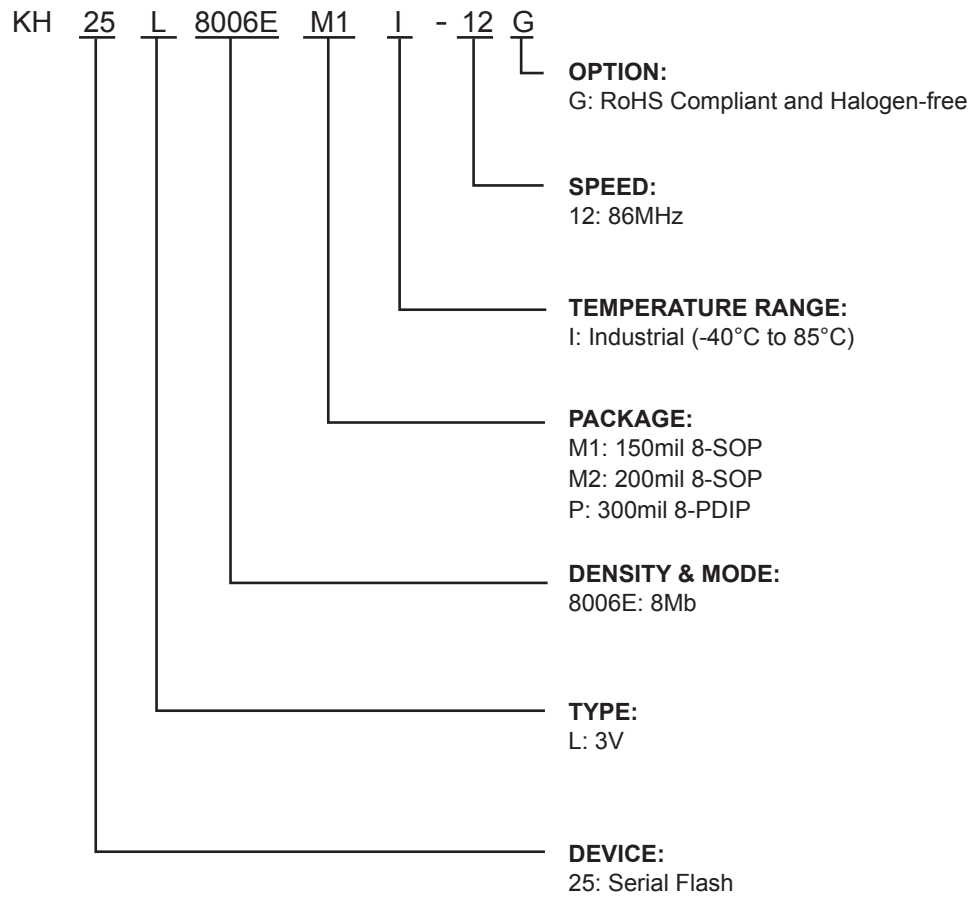 KH 25 L 8006E M1 I - 12 G
OPTION:
G: RoHS Compliant and Halogen-free
SPEED:
12: 86MHz
TEMPERATURE RANGE:
I: Industrial (-40°C to 85°C)
PACKAGE:
M1: 150mil 8-SOP
M2: 200mil 8-SOP
P: 300mil 8-PDIP
DENSITY & MODE:
8006E: 8Mb
TYPE:
L: 3V
DEVICE:
25: Serial Flash